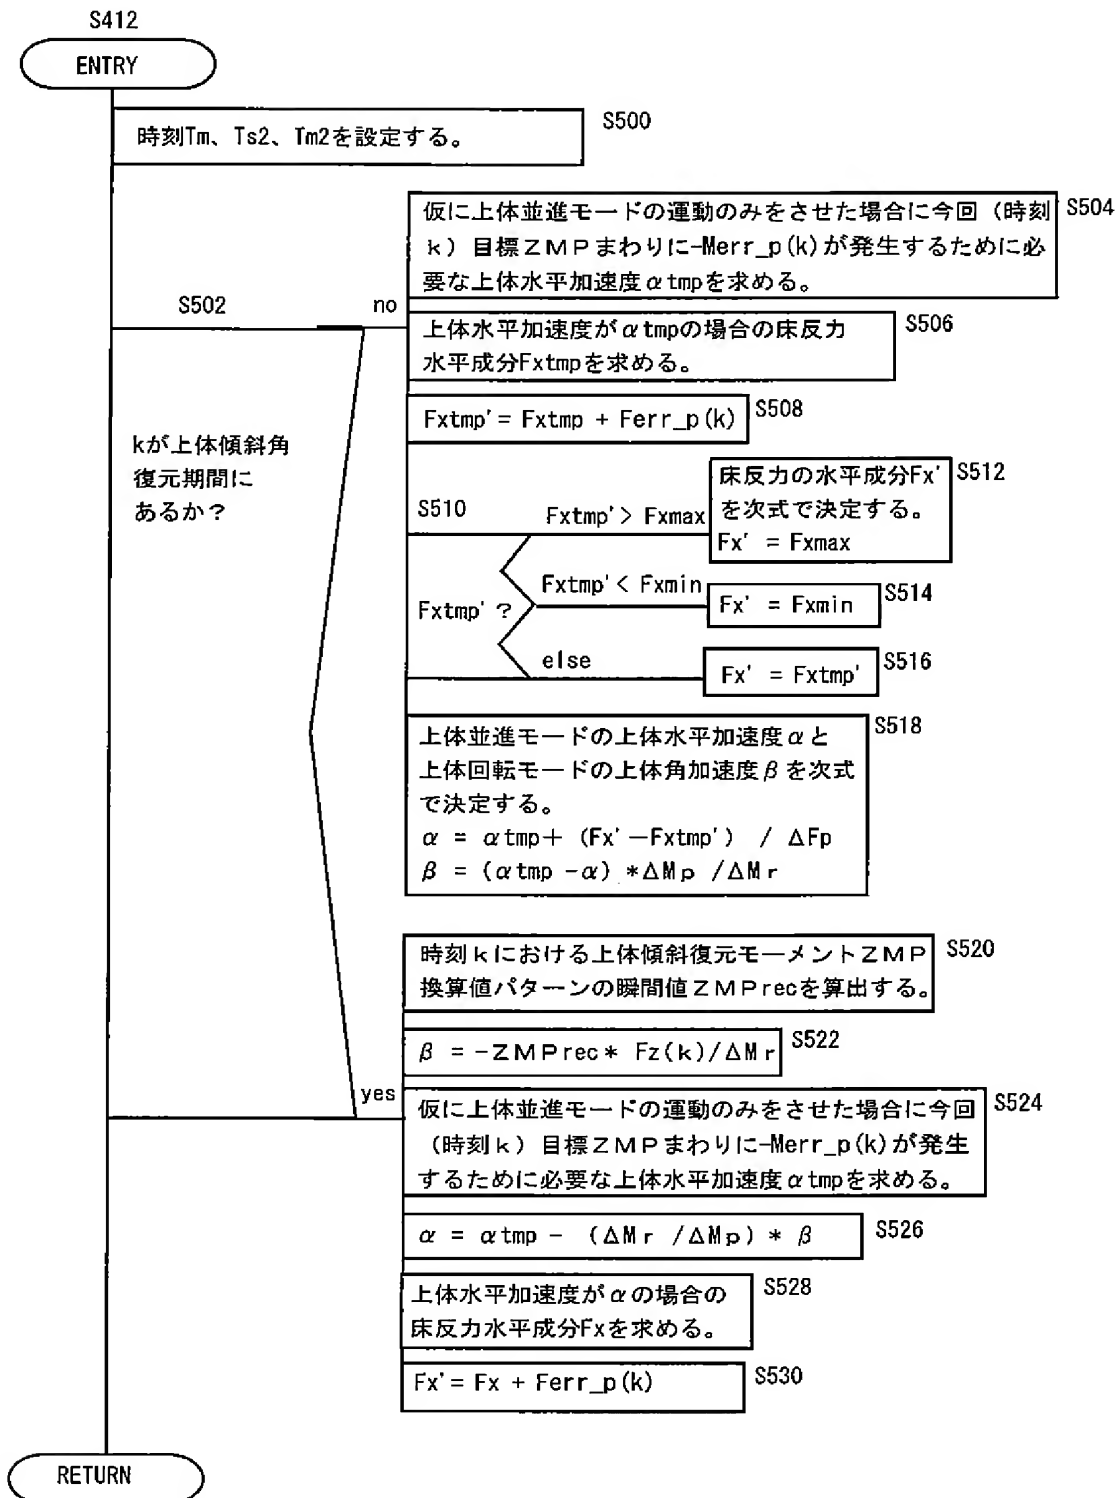 S412
ENTRY
時刻Tm、Ts2、Tm2を設定する。
S500
仮に上体並進モードの運動のみをさせた場合に今回(時刻
k)目標ZMPまわりに-Merr_p(k)が発生するために必
要な上体水平加速度αtmpを求める。
S504
S502
no
上体水平加速度がαtmpの場合の床反力
水平成分Fxtmpを求める。
S506
Fxtmp'= Fxtmp + Ferr_p(k)
S508
kが上体傾斜角
復元期間に
あるか?
S510
Fxtmp'> Fxmax
床反力の水平成分Fx'
を次式で決定する。
Fx' = Fxmax
S512
Fxtmp' ?
Fxtmp'< Fxmin
Fx' = Fxmin
S514
else
Fx' = Fxtmp'
S516
上体並進モードの上体水平加速度αと
上体回転モードの上体角加速度βを次式
で決定する。
α = αtmp+ (Fx'-Fxtmp') / ΔFp
β = (αtmp -α) *ΔMp /ΔMr
S518
時刻kにおける上体傾斜復元モーメントZMP
換算値パターンの瞬間値ZMPrecを算出する。
S520
β =-ZMPrec* Fz(k)/ΔMr
S522
yes
仮に上体並進モードの運動のみをさせた場合に今回
(時刻k)目標ZMPまわりに-Merr_p(k)が発生
するために必要な上体水平加速度αtmpを求める。
S524
α = αtmp - (ΔMr /ΔMp) * β
S526
上体水平加速度がαの場合の
床反力水平成分Fxを求める。
S528
Fx'= Fx + Ferr_p(k)
S530
RETURN